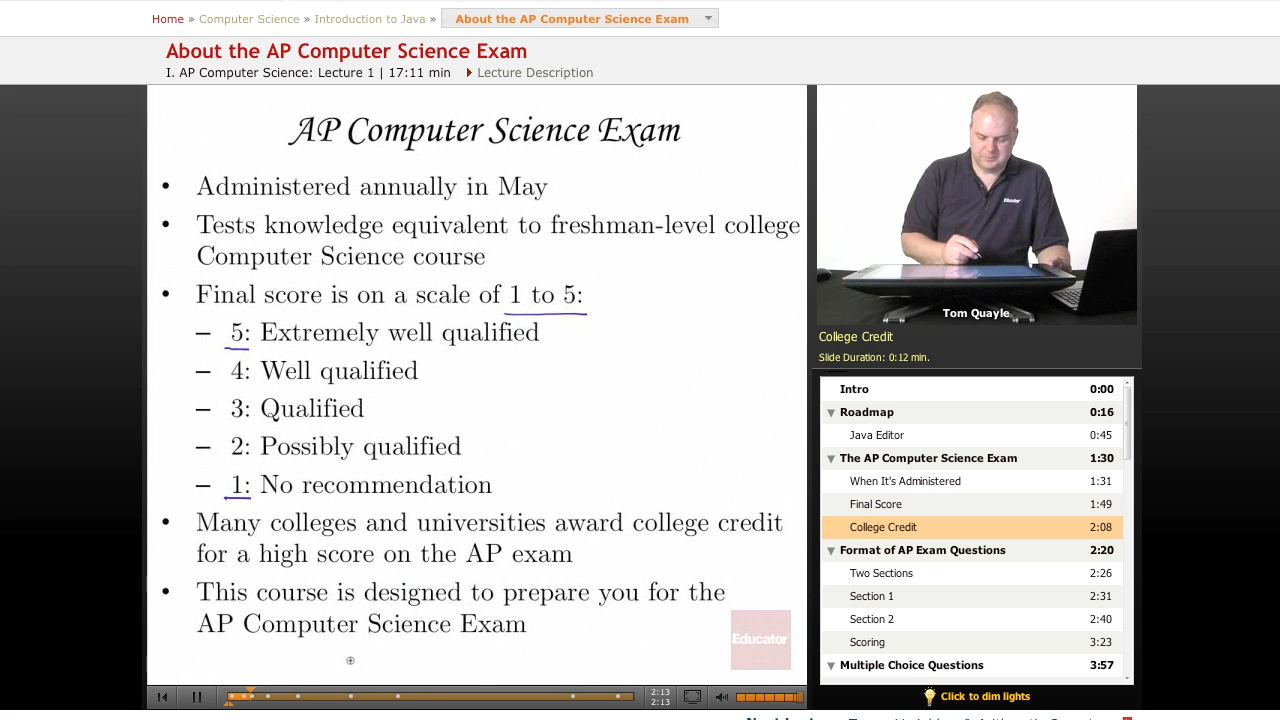 Home » Computer Science » Introduction to Java » About the AP Computer Science Exam
About the AP Computer Science Exam
I. AP Computer Science: Lecture 1 | 17:11 min Lecture Description
AP Computer Science Exam
• Administered annually in May
• Tests knowledge equivalent to freshman-level college
Computer Science course
• Final score is on a scale of 1 to 5:
– 5: Extremely well qualified
– 4: Well qualified
– 3: Qualified
– 2: Possibly qualified
– 1: No recommendation
• Many colleges and universities award college credit
for a high score on the AP exam
• This course is designed to prepare you for the
AP Computer Science Exam
Educator
2:13
2:13
Educator
Tom Quayle
College Credit
Slide Duration: 0:12 min.
Intro 0:00
Roadmap 0:16
Java Editor 0:45
The AP Computer Science Exam 1:30
When It's Administered 1:31
Final Score 1:49
College Credit 2:08
Format of AP Exam Questions 2:20
Two Sections 2:26
Section 1 2:31
Section 2 2:40
Scoring 3:23
Multiple Choice Questions 3:57
Click to dim lights